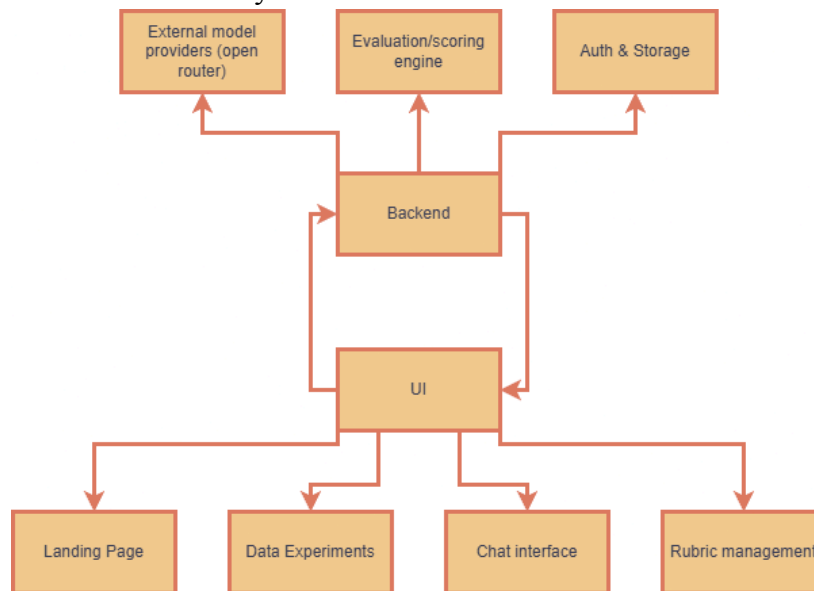 External model
providers (open
router)
Evaluation/scoring
engine
Auth & Storage
Backend
UI
Landing Page
Data Experiments
Chat interface
Rubric management